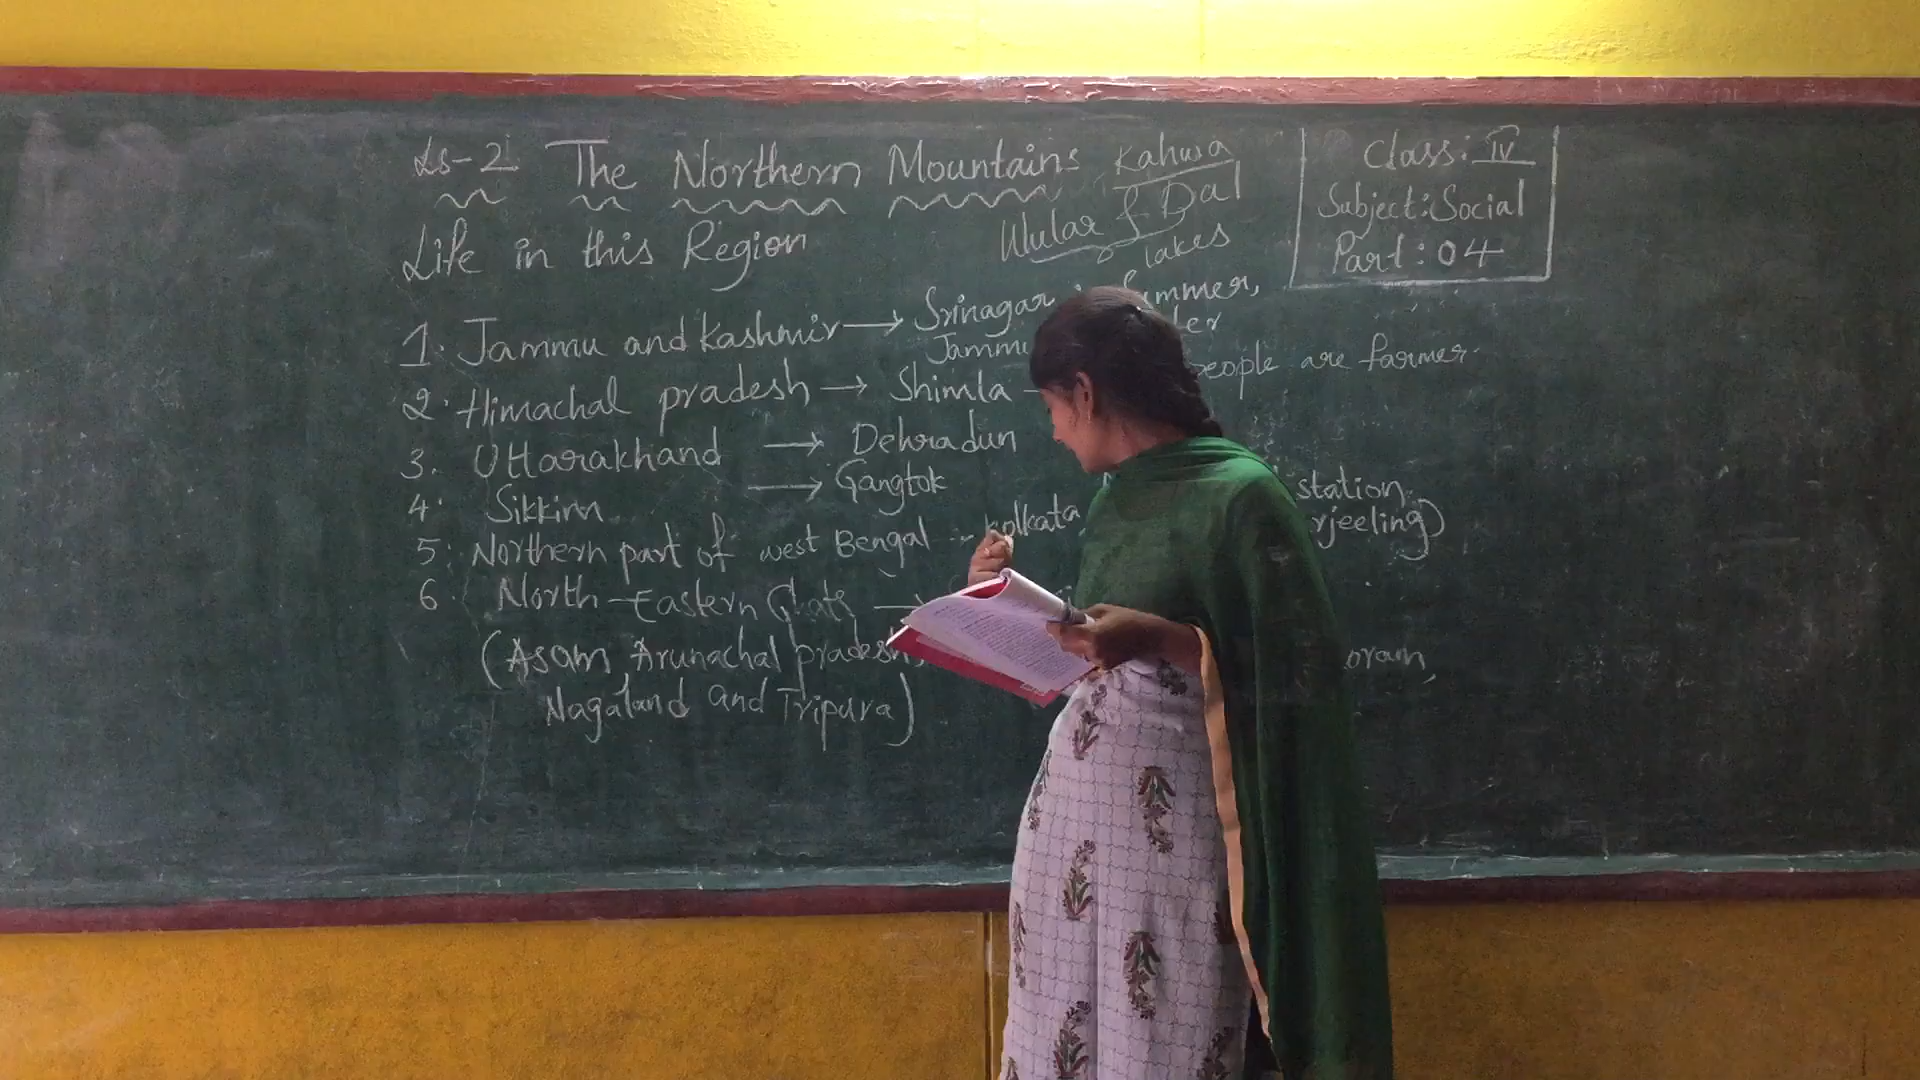 Ls-2 The Northern Mountains
Kahwa
Wular & Dal
lakes
Class: IV
Subject: Social
Part: 04
Life in this Region
1. Jammu and Kashmir → Srinagar
Jammu
2. Himachal pradesh → Shimla - people are farmer.
3. Uttarakhand → Dehradun
4. Sikkim → Gangtok
station
5. Northern part of west Bengal - Kolkata rjeeling)
6. North-Eastern Ghats →
(Asam, Arunachal pradesh, oram,
Nagaland and Tripura)